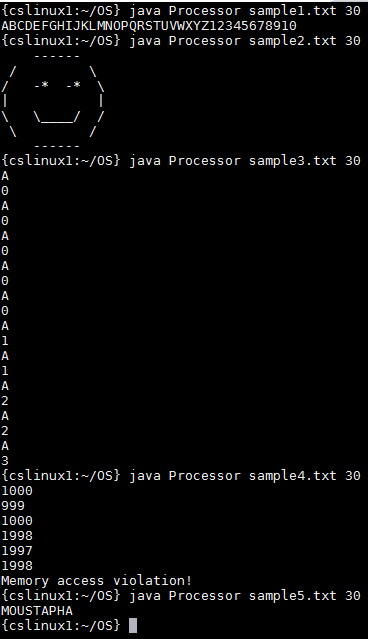 {cslinux1:~/OS} java Processor sample1.txt 30
ABCDEFGHIJKLMNOPQRSTUVWXYZ12345678910
{cslinux1:~/OS} java Processor sample2.txt 30
    ------
 /         \
/   -*  -*  \
|           |
\   \____/  /
 \         /
    ------
{cslinux1:~/OS} java Processor sample3.txt 30
A
0
A
0
A
0
A
0
A
0
A
1
A
1
A
2
A
2
A
3
{cslinux1:~/OS} java Processor sample4.txt 30
1000
999
1000
1998
1997
1998
Memory access violation!
{cslinux1:~/OS} java Processor sample5.txt 30
MOUSTAPHA
{cslinux1:~/OS}